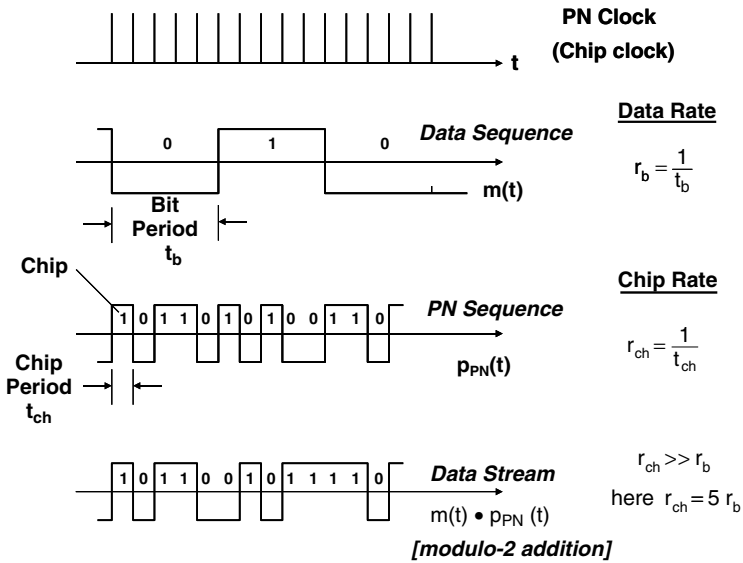 PN Clock
(Chip clock)
t
Data Rate
0 1 0
Data Sequence
m(t)
r_b = 1 / t_b
Bit
Period
t_b
Chip
Chip Rate
1 0 1 1 0 1 0 1 0 0 1 1 0
PN Sequence
p_PN(t)
r_ch = 1 / t_ch
Chip
Period
t_ch
1 0 1 1 0 0 1 0 1 1 1 1 0
Data Stream
m(t) • p_PN (t)
[modulo-2 addition]
r_ch >> r_b
here r_ch = 5 r_b